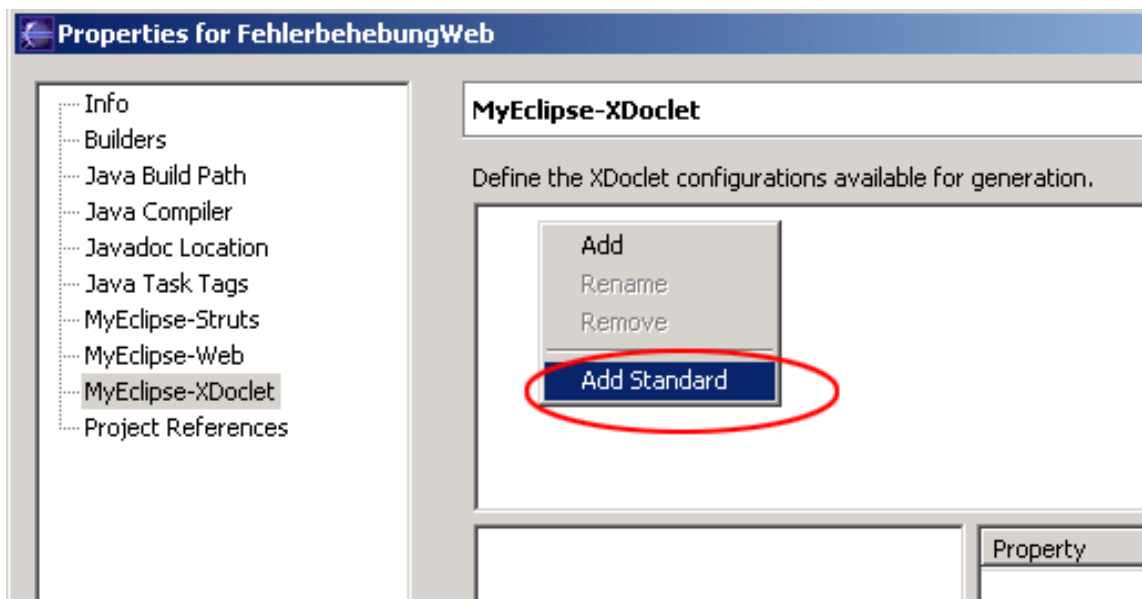 Properties for FehlerbehebungWeb
Info
Builders
Java Build Path
Java Compiler
Javadoc Location
Java Task Tags
MyEclipse-Struts
MyEclipse-Web
MyEclipse-XDoclet
Project References
MyEclipse-XDoclet
Define the XDoclet configurations available for generation.
Add
Rename
Remove
Add Standard
Property